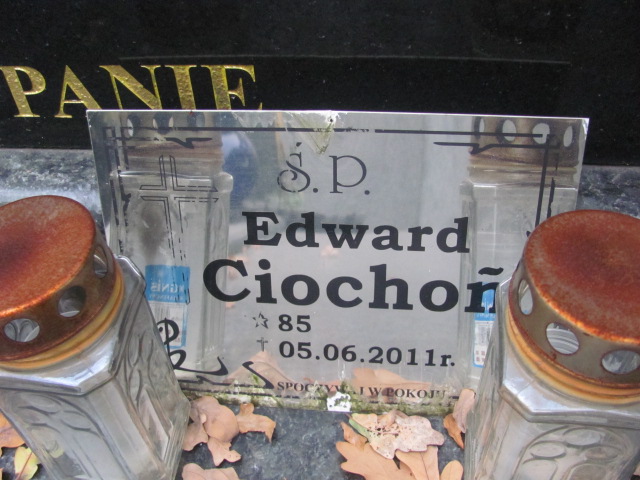 PANIE
Ś.P.
Edward
Ciochoń
☆ 85
† 05.06.2011r.
SPOCZYWAJ W POKOJU